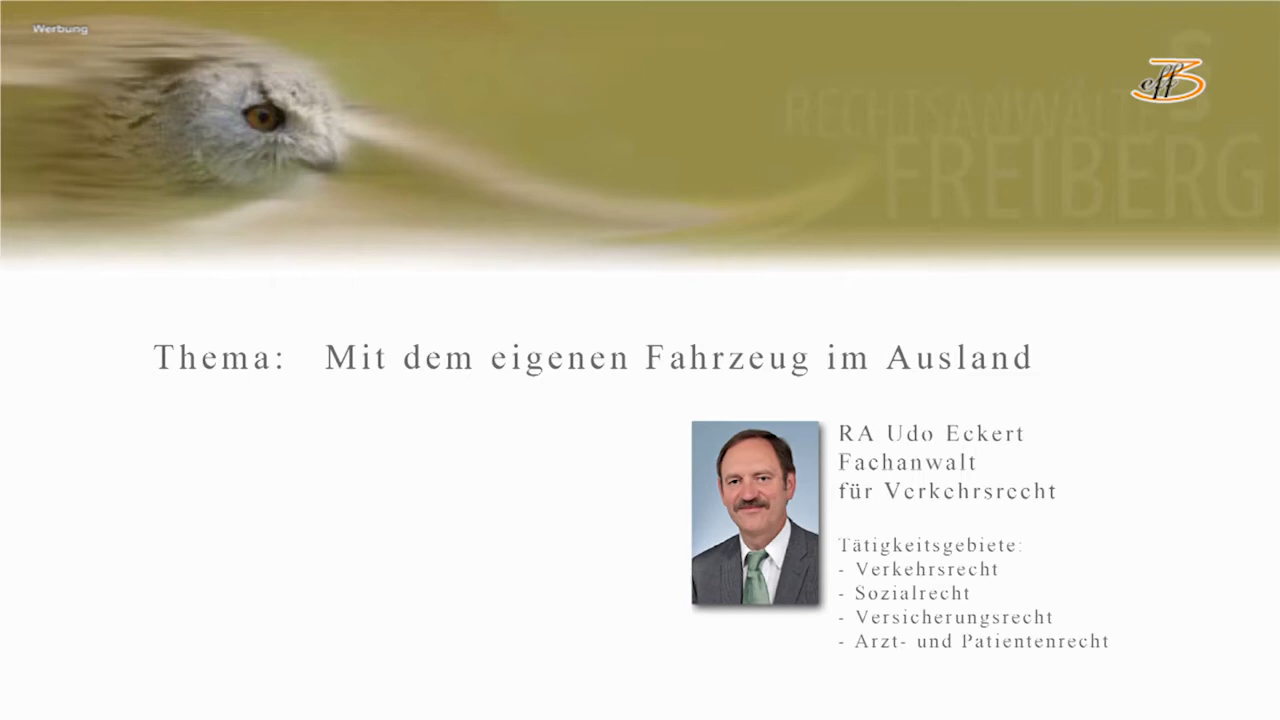 Werbung
eff3
§
RECHTSANWÄLTE
FREIBERG
Thema: Mit dem eigenen Fahrzeug im Ausland
RA Udo Eckert
Fachanwalt
für Verkehrsrecht
Tätigkeitsgebiete:
- Verkehrsrecht
- Sozialrecht
- Versicherungsrecht
- Arzt- und Patientenrecht